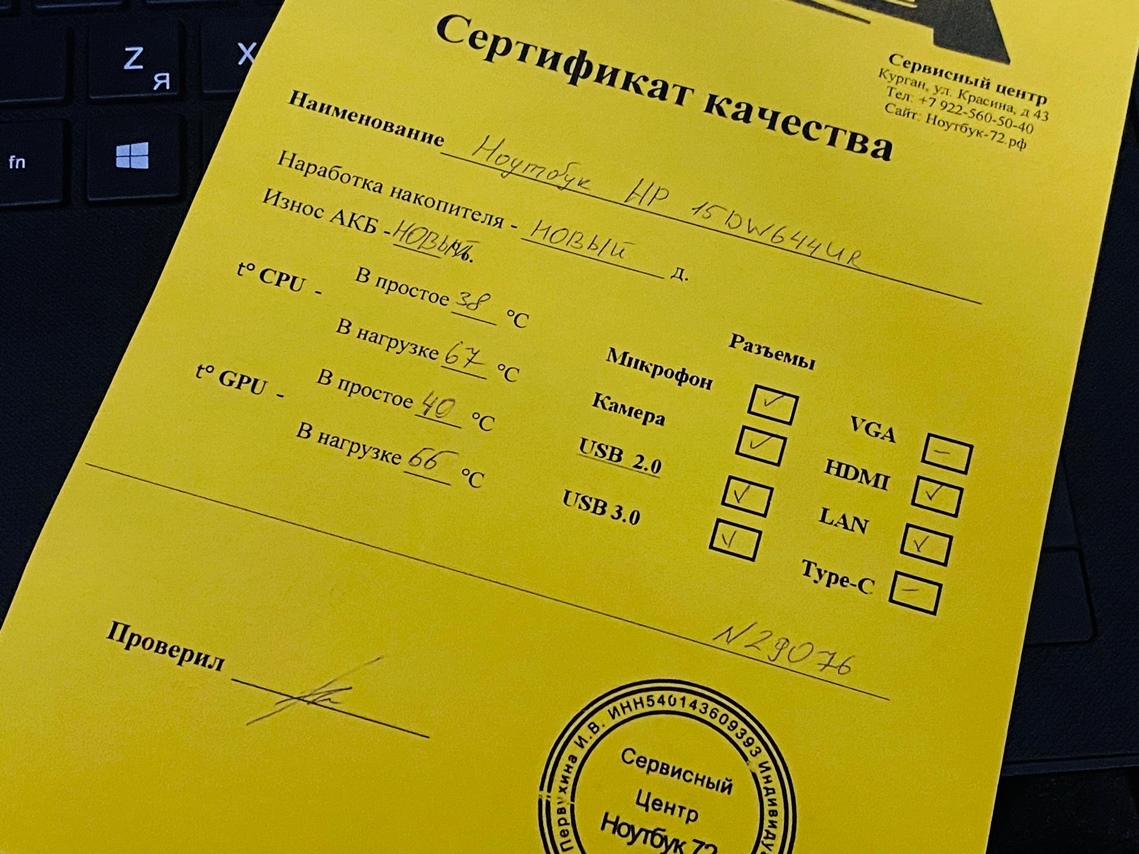 Z
Я
X
fn
Сервисный центр
Курган, ул. Красина, д 43
Тел: +7 922-560-50-40
Сайт: Ноутбук-72.рф
Сертификат качества
Наименование Ноутбук HP 15DW644UR
Наработка накопителя - НОВЫЙ д.
Износ АКБ - НОВЫЙ %.
t° CPU - В простое 38 °C
В нагрузке 67 °C
t° GPU - В простое 40 °C
В нагрузке 66 °C
Разъемы
Микрофон ✓
Камера ✓
USB 2.0 ✓
USB 3.0 ✓
VGA –
HDMI ✓
LAN ✓
Type-C –
N29076
Проверил
Первухина И.В. ИНН540143609393 Индивиду
Сервисный
Центр
Ноутбук 72